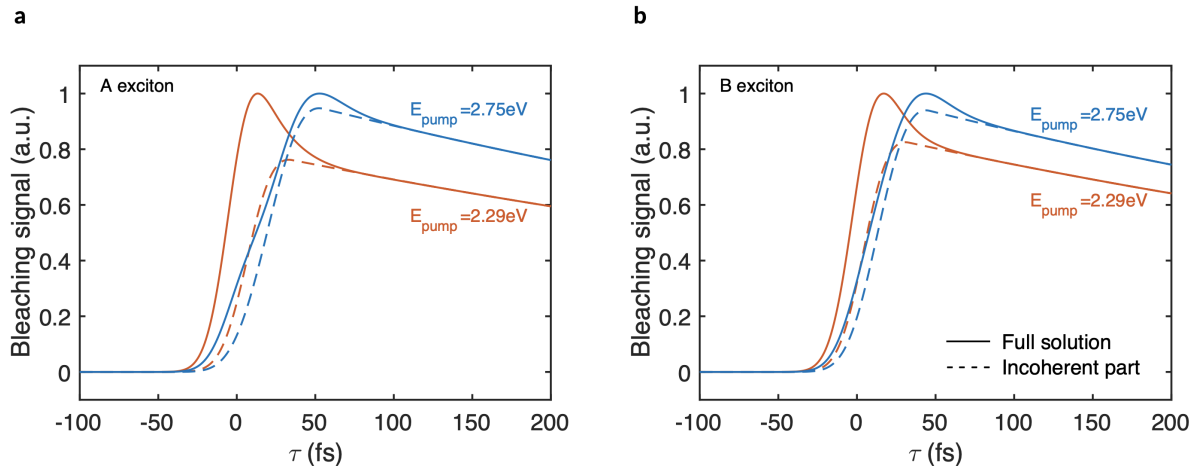 a
A exciton
E_pump=2.75eV
E_pump=2.29eV
Bleaching signal (a.u.)
1
0.8
0.6
0.4
0.2
0
-100 -50 0 50 100 150 200
τ (fs)
b
B exciton
E_pump=2.75eV
E_pump=2.29eV
Full solution
Incoherent part
Bleaching signal (a.u.)
1
0.8
0.6
0.4
0.2
0
-100 -50 0 50 100 150 200
τ (fs)